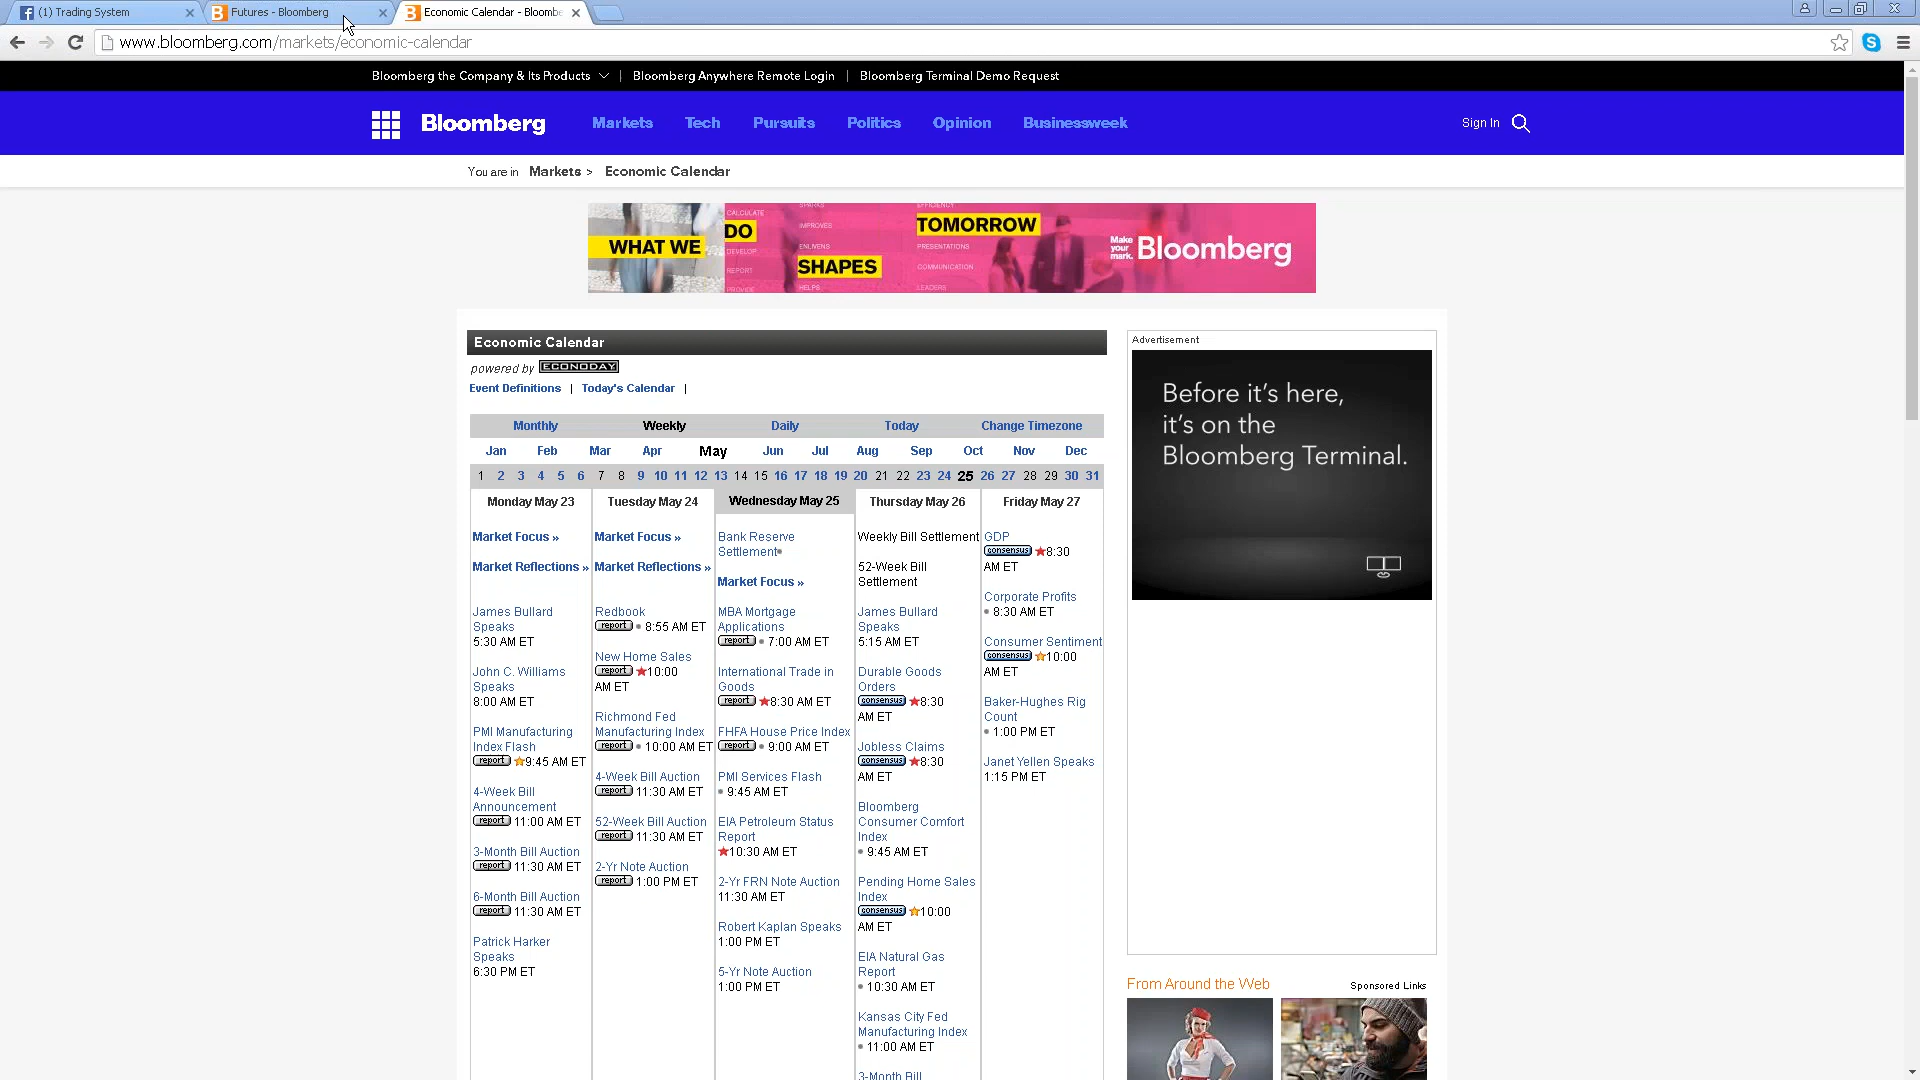 (1) Trading System
Futures - Bloomberg
Economic Calendar - Bloombe
www.bloomberg.com/markets/economic-calendar
Bloomberg the Company & Its Products | Bloomberg Anywhere Remote Login | Bloomberg Terminal Demo Request
Bloomberg Markets Tech Pursuits Politics Opinion Businessweek Sign In
You are in Markets > Economic Calendar
WHAT WE
DO
SHAPES
TOMORROW
CALCULATE
DEVELOP
REPORT
PROVIDE
SPARKS
IMPROVES
ENLIVENS
HELPS
EFFICIENCY
PRESENTATIONS
COMMUNICATION
LEADERS
Make
your
mark. Bloomberg
Economic Calendar
powered by ECONODAY
Event Definitions | Today's Calendar |
Monthly Weekly Daily Today Change Timezone
Jan Feb Mar Apr May Jun Jul Aug Sep Oct Nov Dec
1 2 3 4 5 6 7 8 9 10 11 12 13 14 15 16 17 18 19 20 21 22 23 24 25 26 27 28 29 30 31
Monday May 23
Market Focus »
Market Reflections »
James Bullard
Speaks
5:30 AM ET
John C. Williams
Speaks
8:00 AM ET
PMI Manufacturing
Index Flash
report 9:45 AM ET
4-Week Bill
Announcement
report 11:00 AM ET
3-Month Bill Auction
report 11:30 AM ET
6-Month Bill Auction
report 11:30 AM ET
Patrick Harker
Speaks
6:30 PM ET
Tuesday May 24
Market Focus »
Market Reflections »
Redbook
report 8:55 AM ET
New Home Sales
report ★10:00
AM ET
Richmond Fed
Manufacturing Index
report 10:00 AM ET
4-Week Bill Auction
report 11:30 AM ET
52-Week Bill Auction
report 11:30 AM ET
2-Yr Note Auction
report 1:00 PM ET
Wednesday May 25
Bank Reserve
Settlement
Market Focus »
MBA Mortgage
Applications
report 7:00 AM ET
International Trade in
Goods
report ★8:30 AM ET
FHFA House Price Index
report 9:00 AM ET
PMI Services Flash
9:45 AM ET
EIA Petroleum Status
Report
★10:30 AM ET
2-Yr FRN Note Auction
11:30 AM ET
Robert Kaplan Speaks
1:00 PM ET
5-Yr Note Auction
1:00 PM ET
Thursday May 26
Weekly Bill Settlement
52-Week Bill
Settlement
James Bullard
Speaks
5:15 AM ET
Durable Goods
Orders
consensus ★8:30
AM ET
Jobless Claims
consensus ★8:30
AM ET
Bloomberg
Consumer Comfort
Index
9:45 AM ET
Pending Home Sales
Index
consensus 10:00
AM ET
EIA Natural Gas
Report
10:30 AM ET
Kansas City Fed
Manufacturing Index
11:00 AM ET
3-Month Bill
Friday May 27
GDP
consensus ★8:30
AM ET
Corporate Profits
8:30 AM ET
Consumer Sentiment
consensus 10:00
AM ET
Baker-Hughes Rig
Count
1:00 PM ET
Janet Yellen Speaks
1:15 PM ET
Advertisement
Before it's here,
it's on the
Bloomberg Terminal.
From Around the Web
Sponsored Links